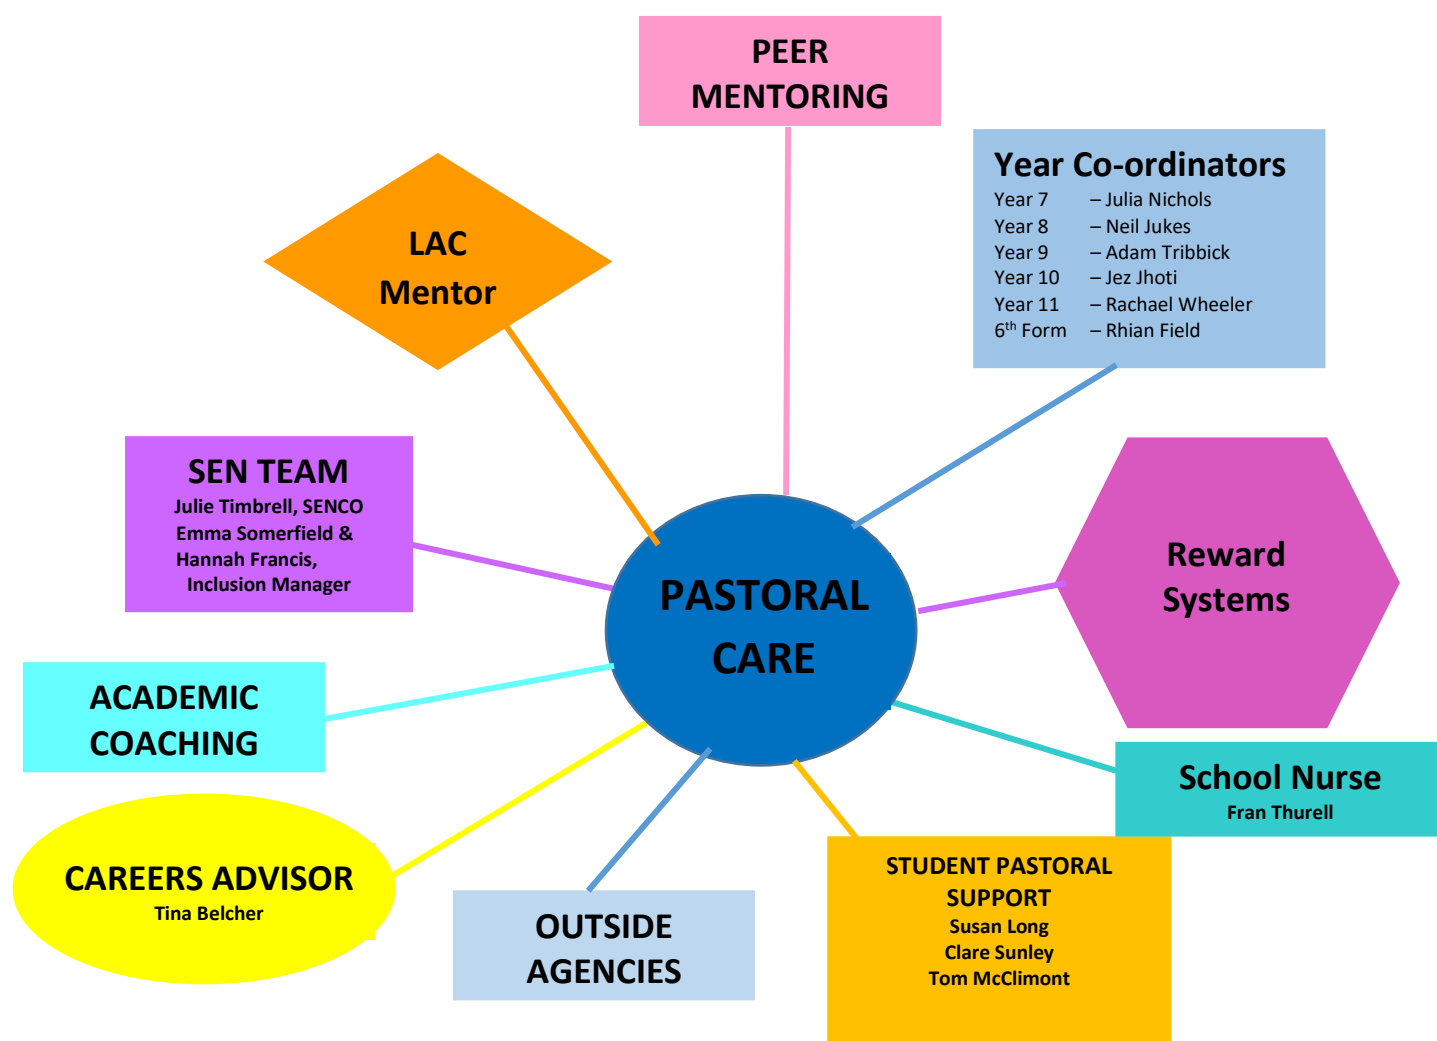 PEER
MENTORING
Year Co-ordinators
Year 7 – Julia Nichols
Year 8 – Neil Jukes
Year 9 – Adam Tribbick
Year 10 – Jez Jhoti
Year 11 – Rachael Wheeler
6th Form – Rhian Field
LAC
Mentor
SEN TEAM
Julie Timbrell, SENCO
Emma Somerfield &
Hannah Francis,
Inclusion Manager
Reward
Systems
PASTORAL
CARE
ACADEMIC
COACHING
School Nurse
Fran Thurell
CAREERS ADVISOR
Tina Belcher
OUTSIDE
AGENCIES
STUDENT PASTORAL
SUPPORT
Susan Long
Clare Sunley
Tom McClimont